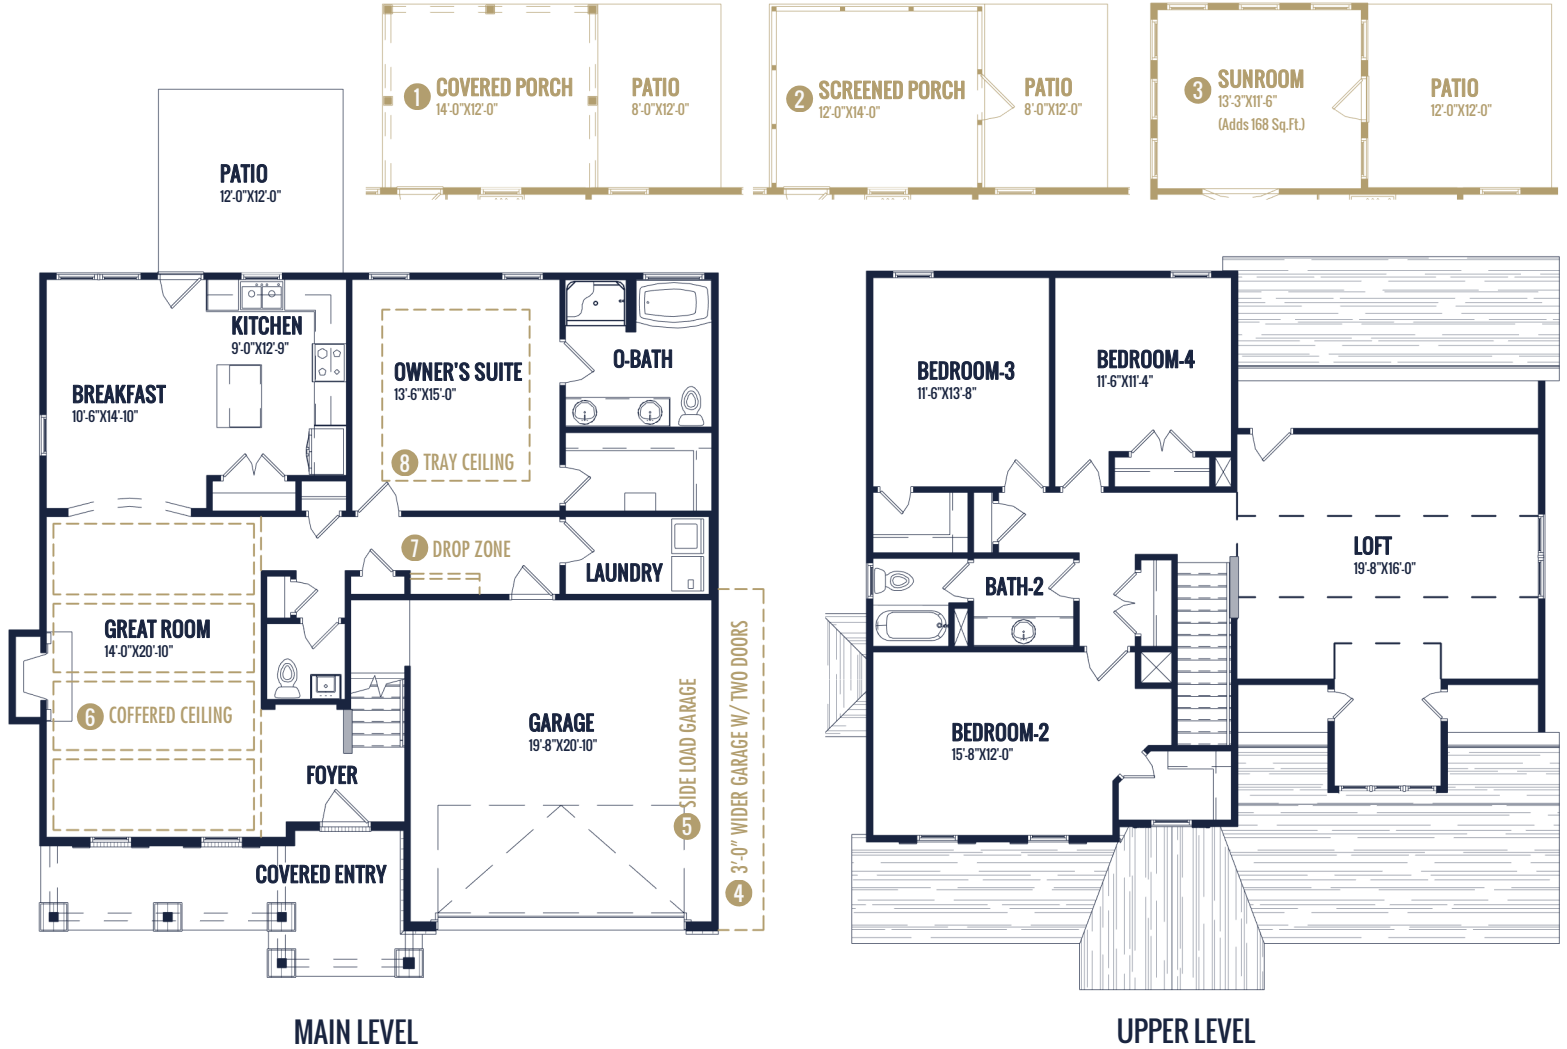 1 COVERED PORCH
14'-0"X12'-0"
PATIO
8'-0"X12'-0"
2 SCREENED PORCH
12'-0"X14'-0"
PATIO
8'-0"X12'-0"
3 SUNROOM
13'-3"X11'-6"
(Adds 168 Sq.Ft.)
PATIO
12'-0"X12'-0"
PATIO
12'-0"X12'-0"
KITCHEN
9'-0"X12'-9"
BREAKFAST
10'-6"X14'-10"
OWNER'S SUITE
13'-6"X15'-0"
8 TRAY CEILING
O-BATH
7 DROP ZONE
LAUNDRY
GREAT ROOM
14'-0"X20'-10"
6 COFFERED CEILING
FOYER
GARAGE
19'-8"X20'-10"
5 SIDE LOAD GARAGE
4 3'-0" WIDER GARAGE W/ TWO DOORS
COVERED ENTRY
MAIN LEVEL
BEDROOM-3
11'-6"X13'-8"
BEDROOM-4
11'-6"X11'-4"
LOFT
19'-8"X16'-0"
BATH-2
BEDROOM-2
15'-8"X12'-0"
UPPER LEVEL